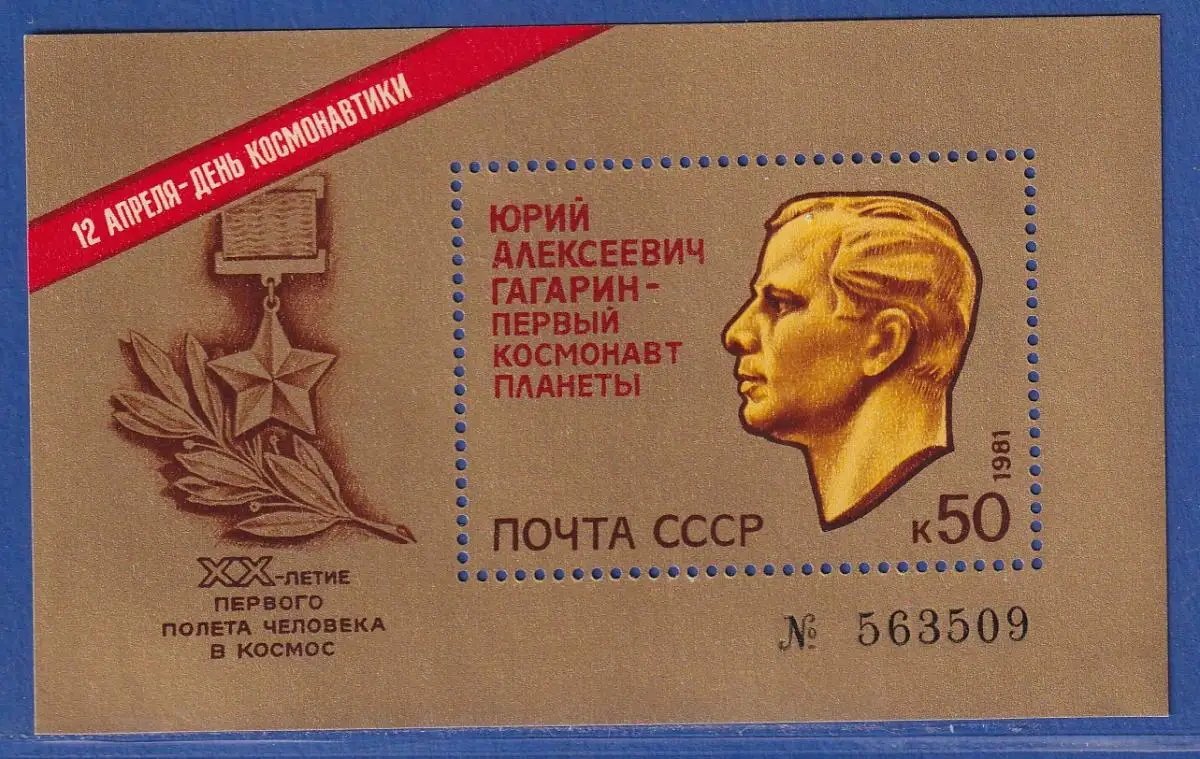 12 АПРЕЛЯ - ДЕНЬ КОСМОНАВТИКИ
ЮРИЙ
АЛЕКСЕЕВИЧ
ГАГАРИН -
ПЕРВЫЙ
КОСМОНАВТ
ПЛАНЕТЫ
1981
ПОЧТА СССР
к50
XX-ЛЕТИЕ
ПЕРВОГО
ПОЛЕТА ЧЕЛОВЕКА
В КОСМОС
№ 563509